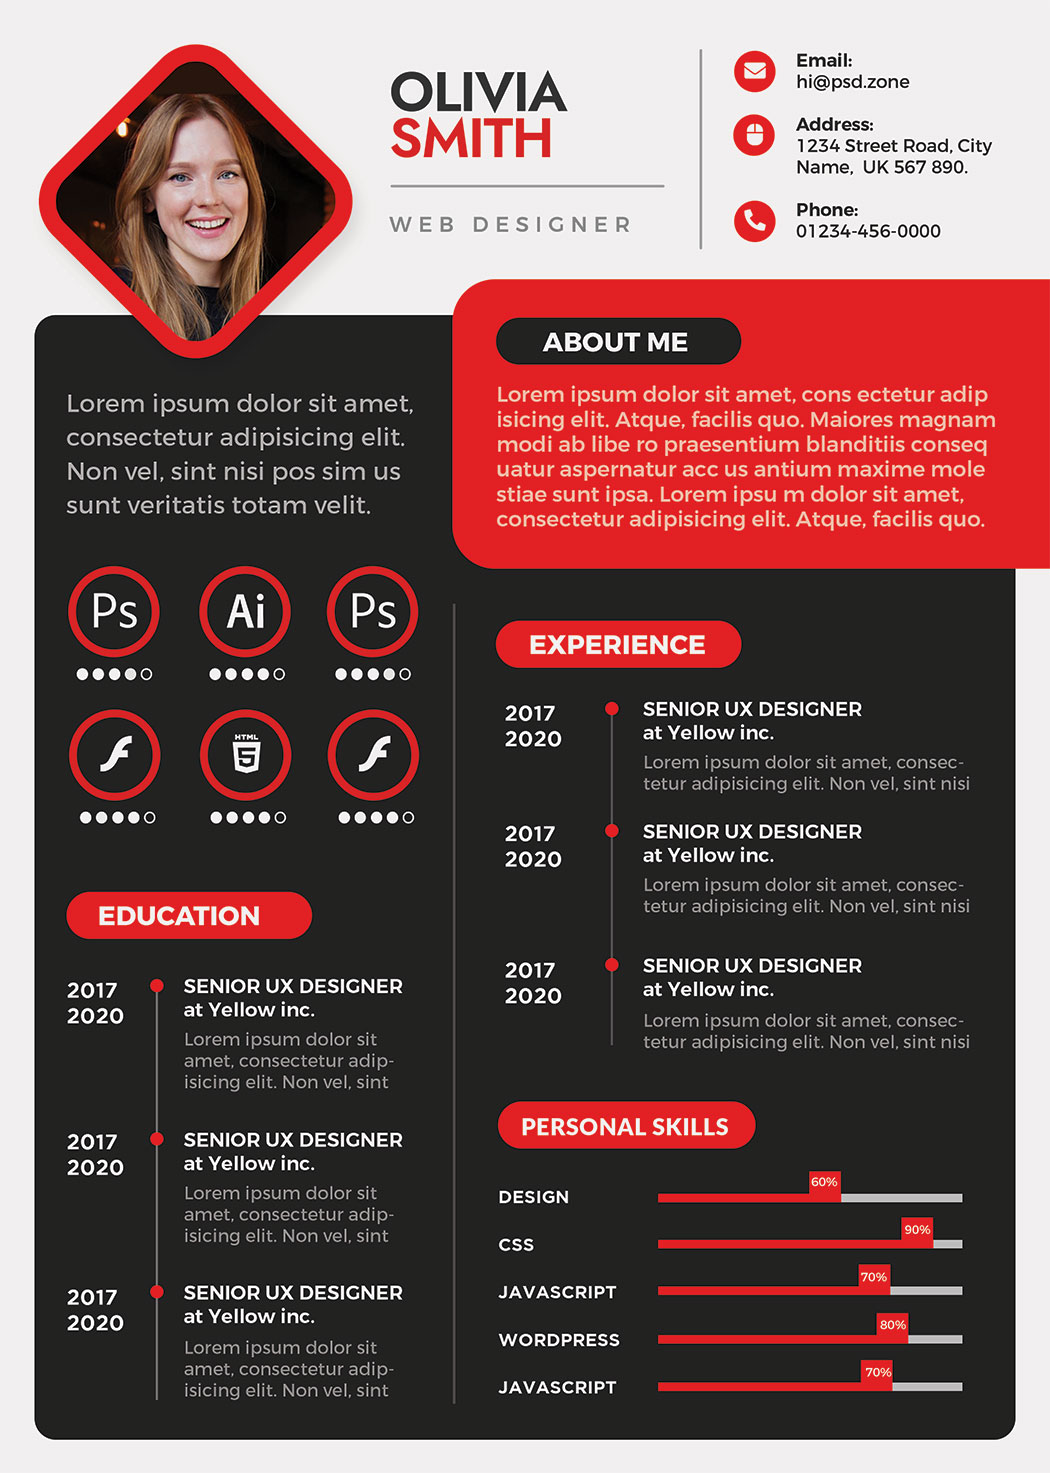 OLIVIA
SMITH
WEB DESIGNER
Email:
hi@psd.zone
Address:
1234 Street Road, City
Name,  UK 567 890.
Phone:
01234-456-0000
Lorem ipsum dolor sit amet,
consectetur adipisicing elit.
Non vel, sint nisi pos sim us
sunt veritatis totam velit.
Ps
Ai
Ps
HTML
5
EDUCATION
2017
2020
SENIOR UX DESIGNER
at Yellow inc.
Lorem ipsum dolor sit
amet, consectetur adip-
isicing elit. Non vel, sint
2017
2020
SENIOR UX DESIGNER
at Yellow inc.
Lorem ipsum dolor sit
amet, consectetur adip-
isicing elit. Non vel, sint
2017
2020
SENIOR UX DESIGNER
at Yellow inc.
Lorem ipsum dolor sit
amet, consectetur adip-
isicing elit. Non vel, sint
ABOUT ME
Lorem ipsum dolor sit amet, cons ectetur adip
isicing elit. Atque, facilis quo. Maiores magnam
modi ab libe ro praesentium blanditiis conseq
uatur aspernatur acc us antium maxime mole
stiae sunt ipsa. Lorem ipsu m dolor sit amet,
consectetur adipisicing elit. Atque, facilis quo.
EXPERIENCE
2017
2020
SENIOR UX DESIGNER
at Yellow inc.
Lorem ipsum dolor sit amet, consec-
tetur adipisicing elit. Non vel, sint nisi
2017
2020
SENIOR UX DESIGNER
at Yellow inc.
Lorem ipsum dolor sit amet, consec-
tetur adipisicing elit. Non vel, sint nisi
2017
2020
SENIOR UX DESIGNER
at Yellow inc.
Lorem ipsum dolor sit amet, consec-
tetur adipisicing elit. Non vel, sint nisi
PERSONAL SKILLS
DESIGN 60%
CSS 90%
JAVASCRIPT 70%
WORDPRESS 80%
JAVASCRIPT 70%